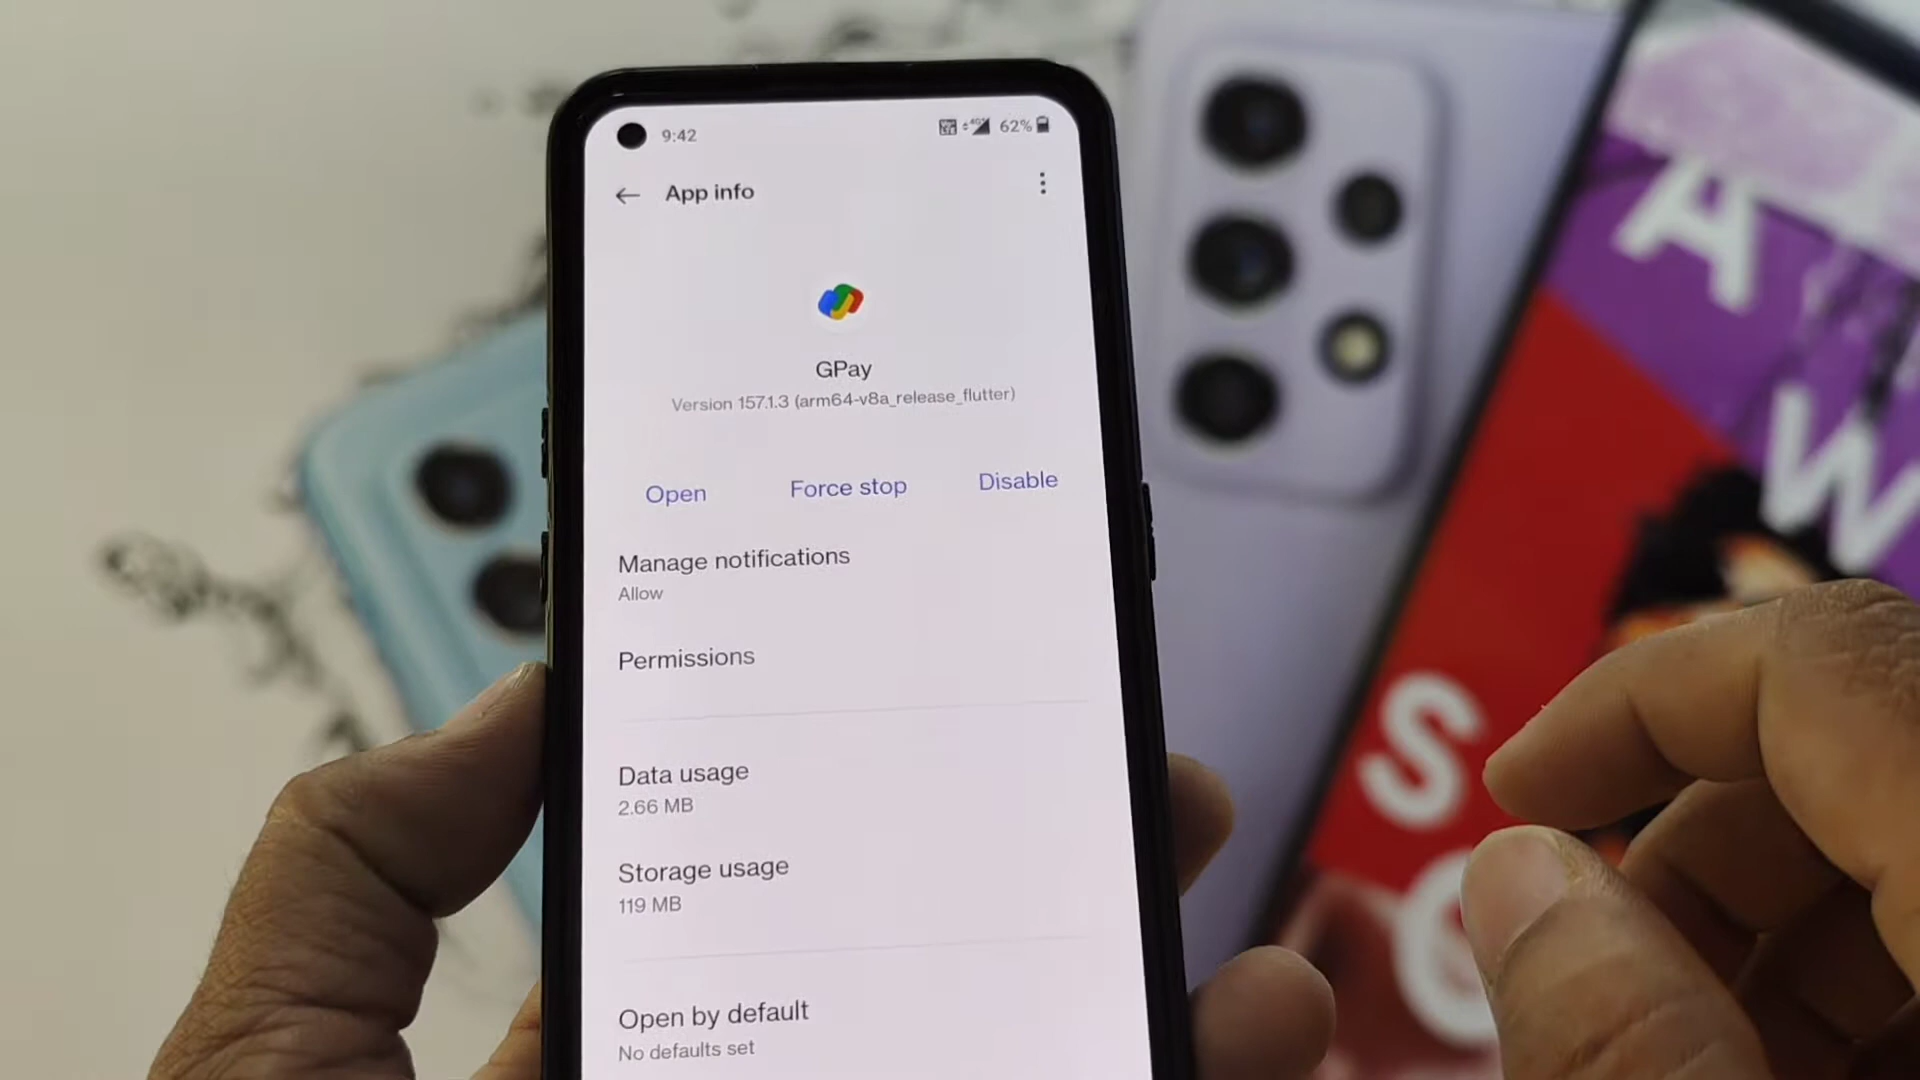 9:42
4G 62%
App info
GPay
Version 157.1.3 (arm64-v8a_release_flutter)
Open
Force stop
Disable
Manage notifications
Allow
Permissions
Data usage
2.66 MB
Storage usage
119 MB
Open by default
No defaults set
A
W
S